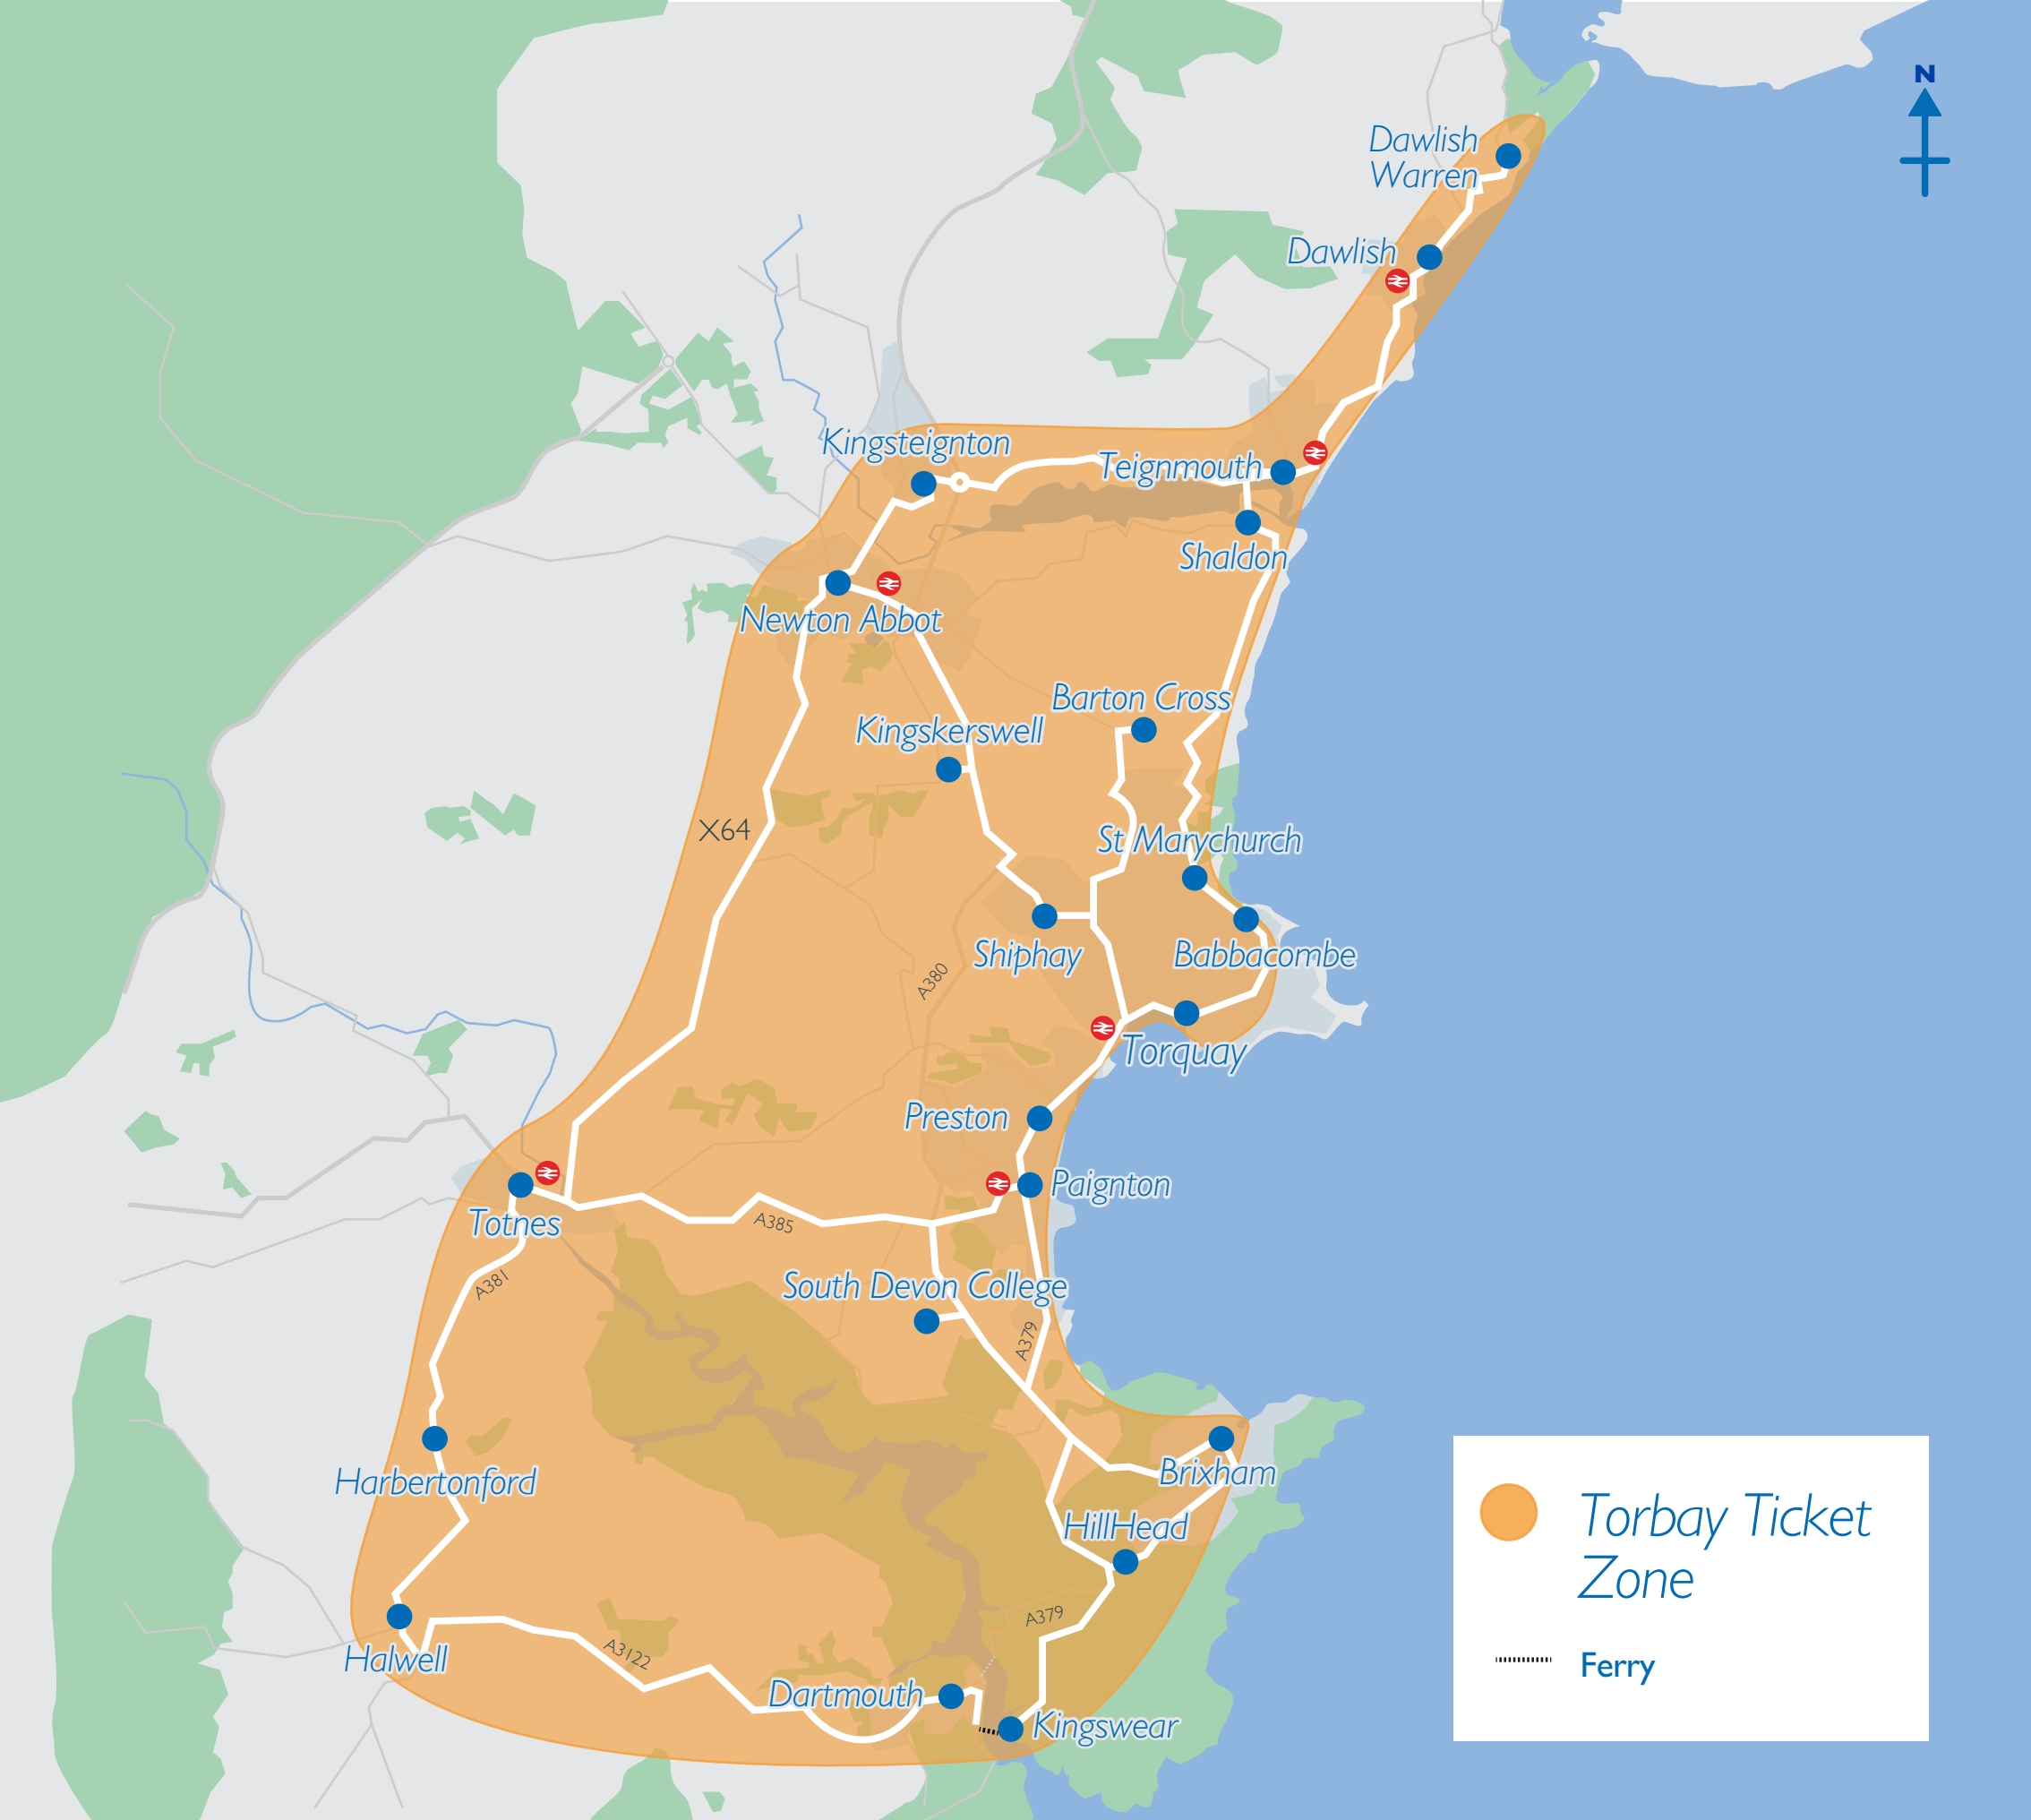 N
Dawlish
Warren
Dawlish
Kingsteignton
Teignmouth
Shaldon
Newton Abbot
Barton Cross
Kingskerswell
X64
St Marychurch
Shiphay
Babbacombe
A380
Torquay
Preston
Paignton
Totnes
A385
A381
South Devon College
A379
Harbertonford
Brixham
HillHead
A379
Halwell
A3122
Dartmouth
Kingswear
Torbay Ticket
Zone
Ferry